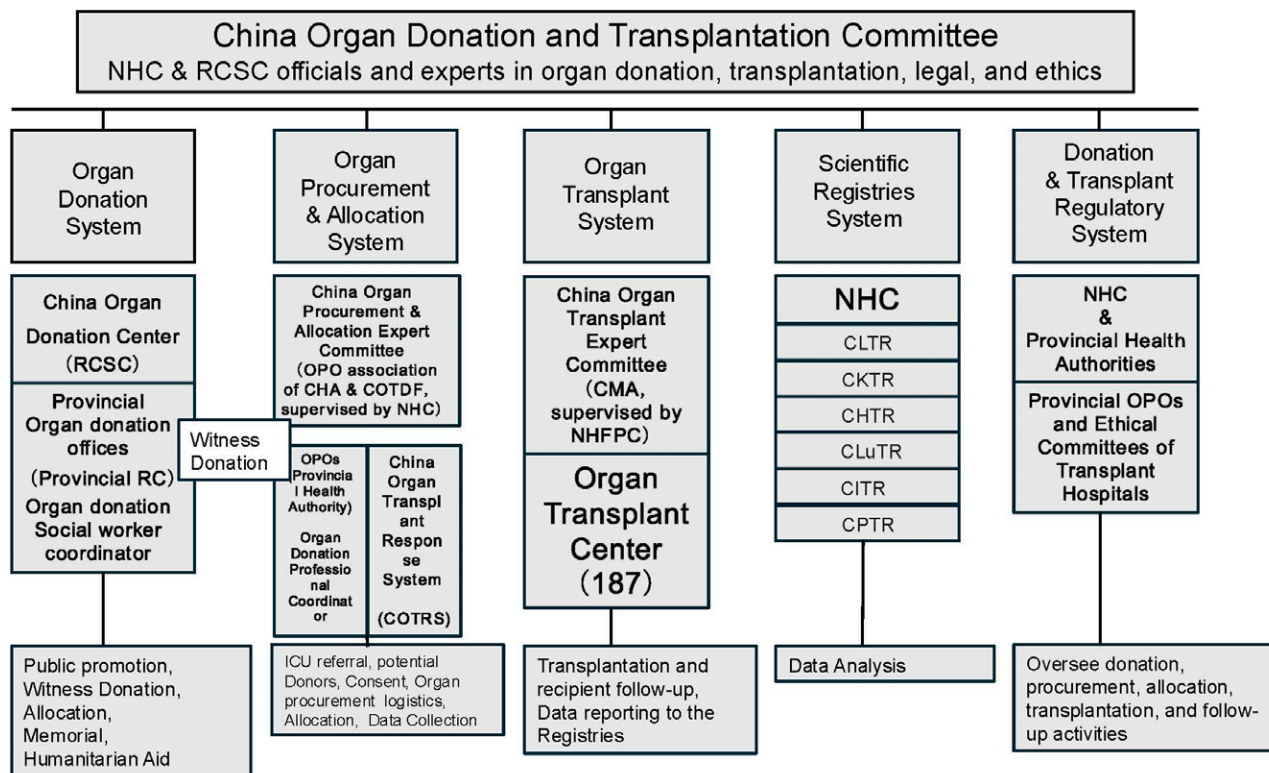 China Organ Donation and Transplantation Committee
NHC & RCSC officials and experts in organ donation, transplantation, legal, and ethics
Organ
Donation
System
Organ
Procurement
& Allocation
System
Organ
Transplant
System
Scientific
Registries
System
Donation
& Transplant
Regulatory
System
China Organ
Donation Center
(RCSC)
Provincial
Organ donation
offices
(Provincial RC)
Organ donation
Social worker
coordinator
Witness
Donation
China Organ
Procurement &
Allocation Expert
Committee
(OPO association
of CHA & COTDF,
supervised by NHC)
OPOs
(Provincia
l Health
Authority)
Organ
Donation
Professio
nal
Coordinat
or
China
Organ
Transpl
ant
Respon
se
System
(COTRS)
China Organ
Transplant
Expert
Committee
(CMA,
supervised by
NHFPC)
Organ
Transplant
Center
(187)
NHC
CLTR
CKTR
CHTR
CLuTR
CITR
CPTR
NHC
&
Provincial Health
Authorities
Provincial OPOs
and Ethical
Committees of
Transplant
Hospitals
Public promotion,
Witness Donation,
Allocation,
Memorial,
Humanitarian Aid
ICU referral, potential
Donors, Consent, Organ
procurement logistics,
Allocation, Data Collection
Transplantation and
recipient follow-up,
Data reporting to the
Registries
Data Analysis
Oversee donation,
procurement, allocation,
transplantation, and follow-
up activities